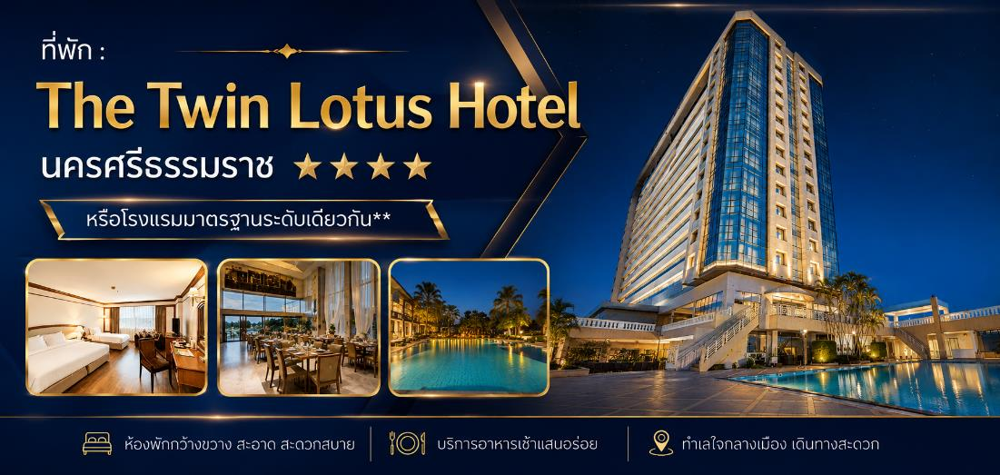 ที่พัก :
The Twin Lotus Hotel
นครศรีธรรมราช
หรือโรงแรมมาตรฐานระดับเดียวกัน**
ห้องพักกว้างขวาง สะอาด สะดวกสบาย
บริการอาหารเช้าแสนอร่อย
ทำเลใจกลางเมือง เดินทางสะดวก